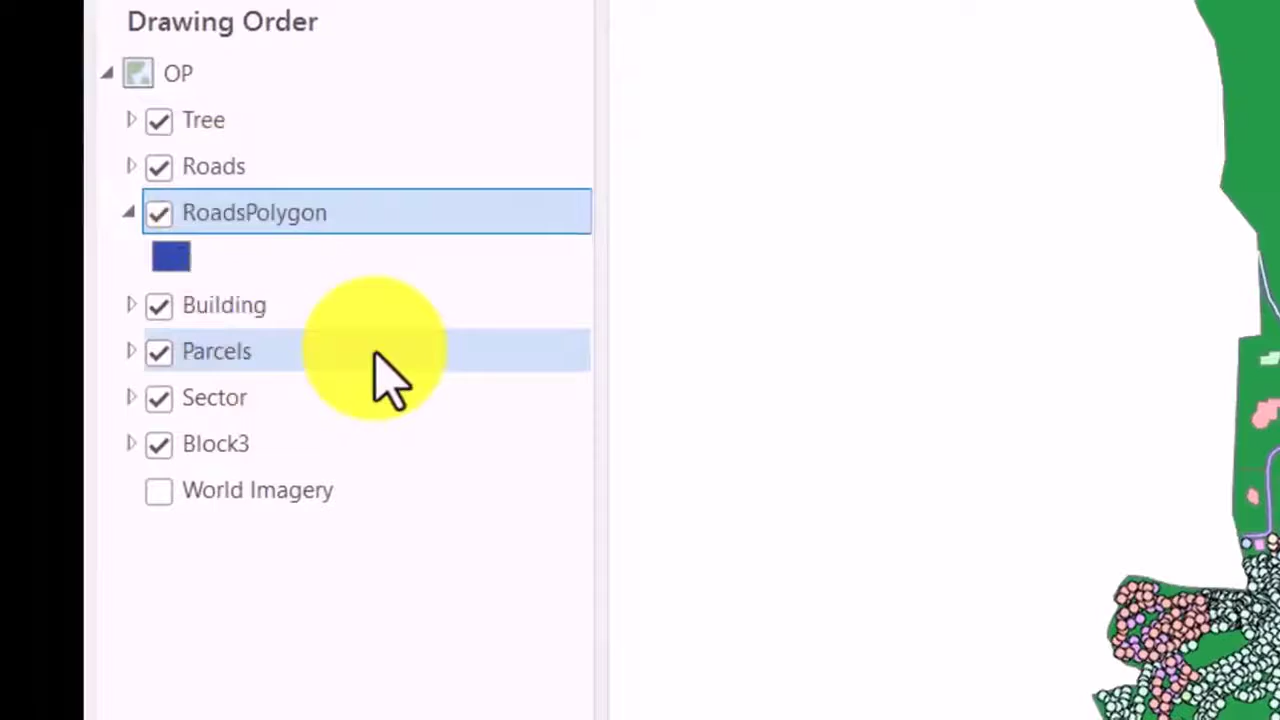 Drawing Order
OP
Tree
Roads
RoadsPolygon
Building
Parcels
Sector
Block3
World Imagery